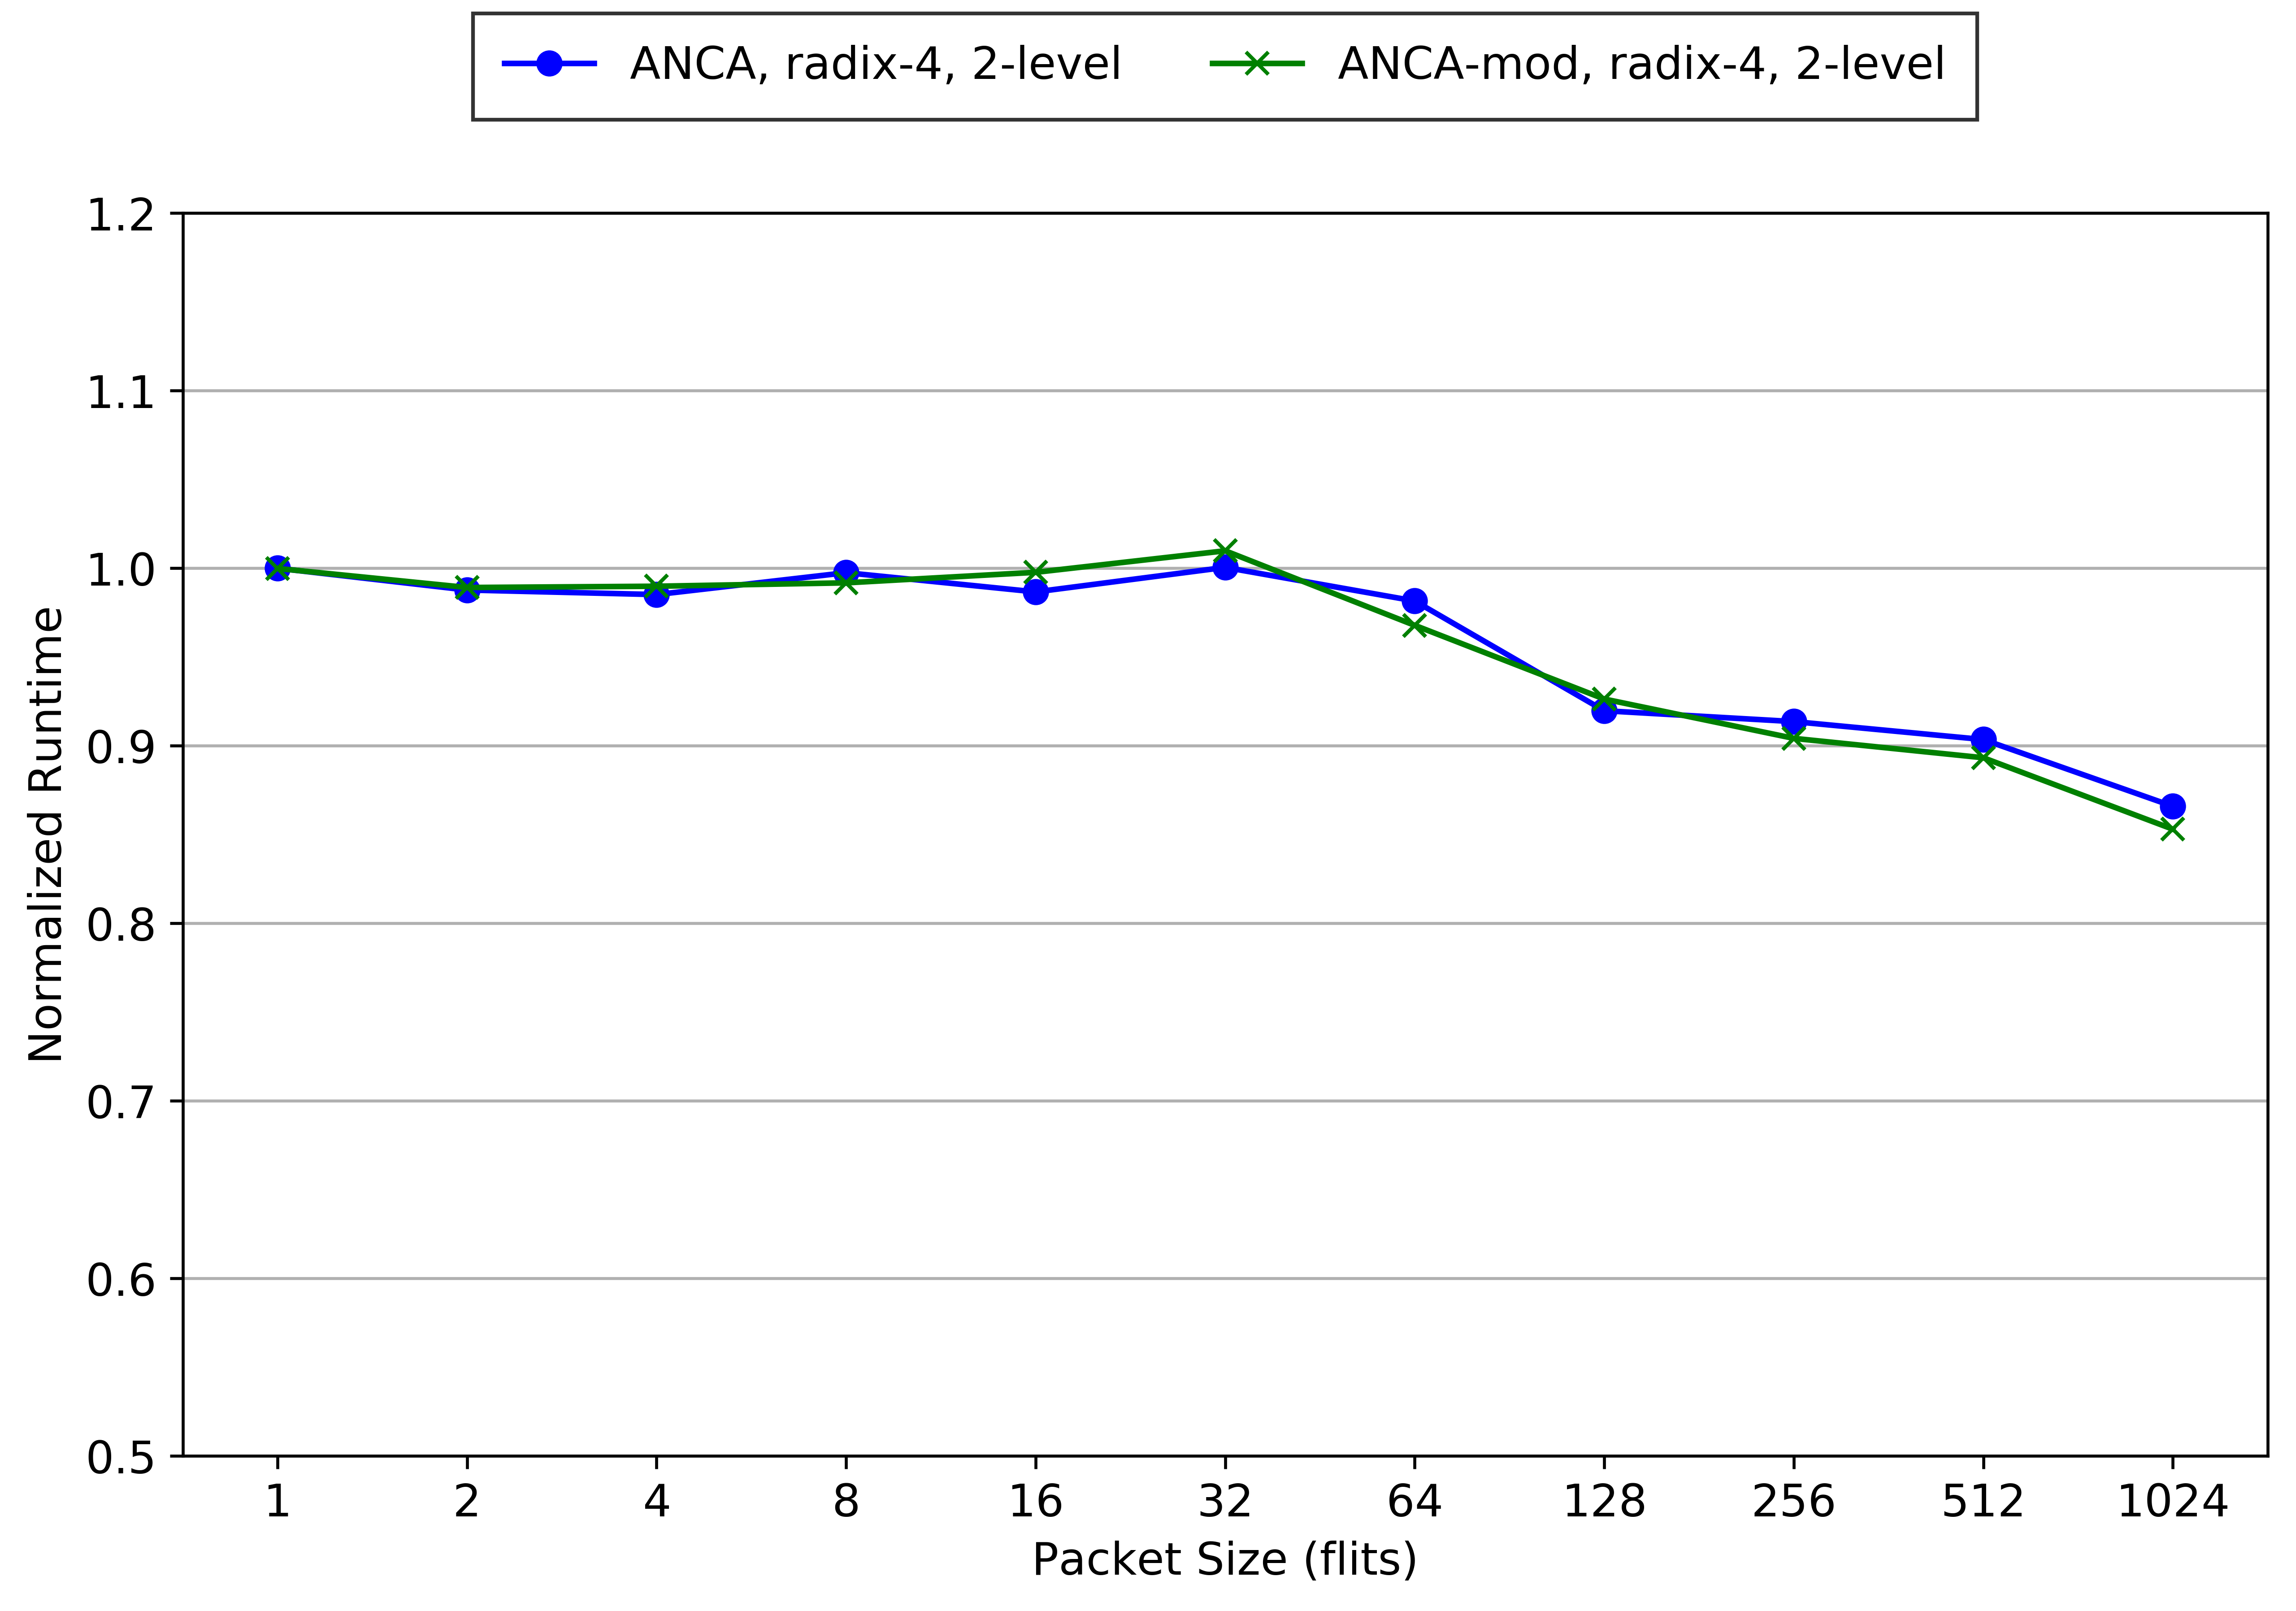 ANCA, radix-4, 2-level ANCA-mod, radix-4, 2-level
1.2
1.1
1.0
0.9
0.8
0.7
0.6
0.5
Normalized Runtime
1 2 4 8 16 32 64 128 256 512 1024
Packet Size (flits)